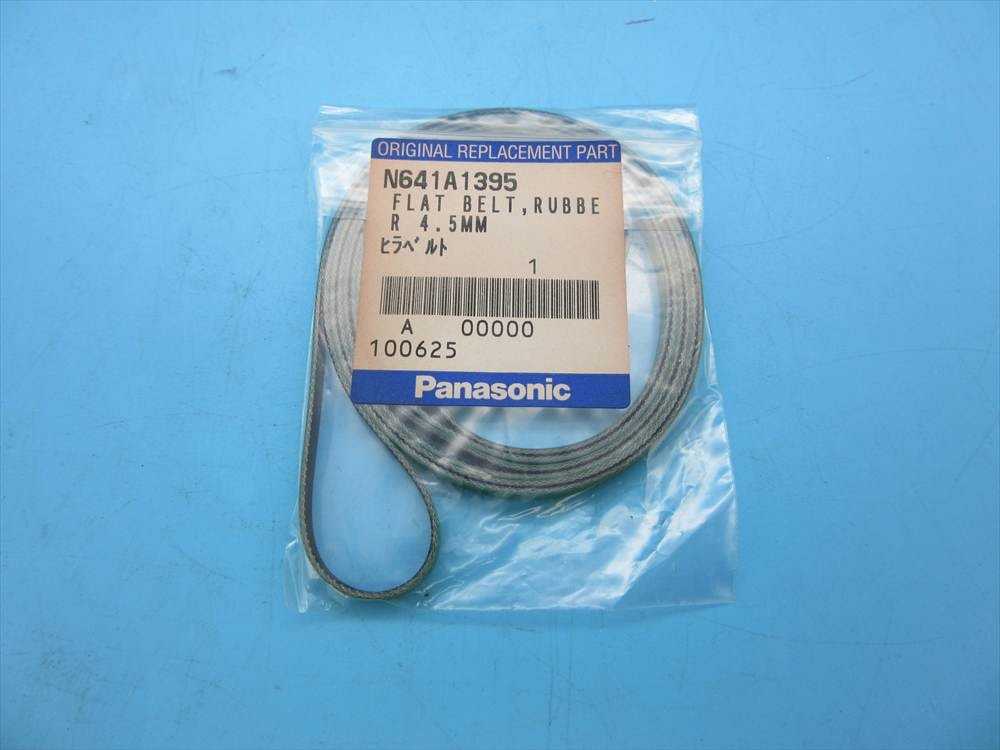 ORIGINAL REPLACEMENT PART
N641A1395
FLAT BELT,RUBBE
R 4.5MM
ヒラベルト
1
A 00000
100625
Panasonic